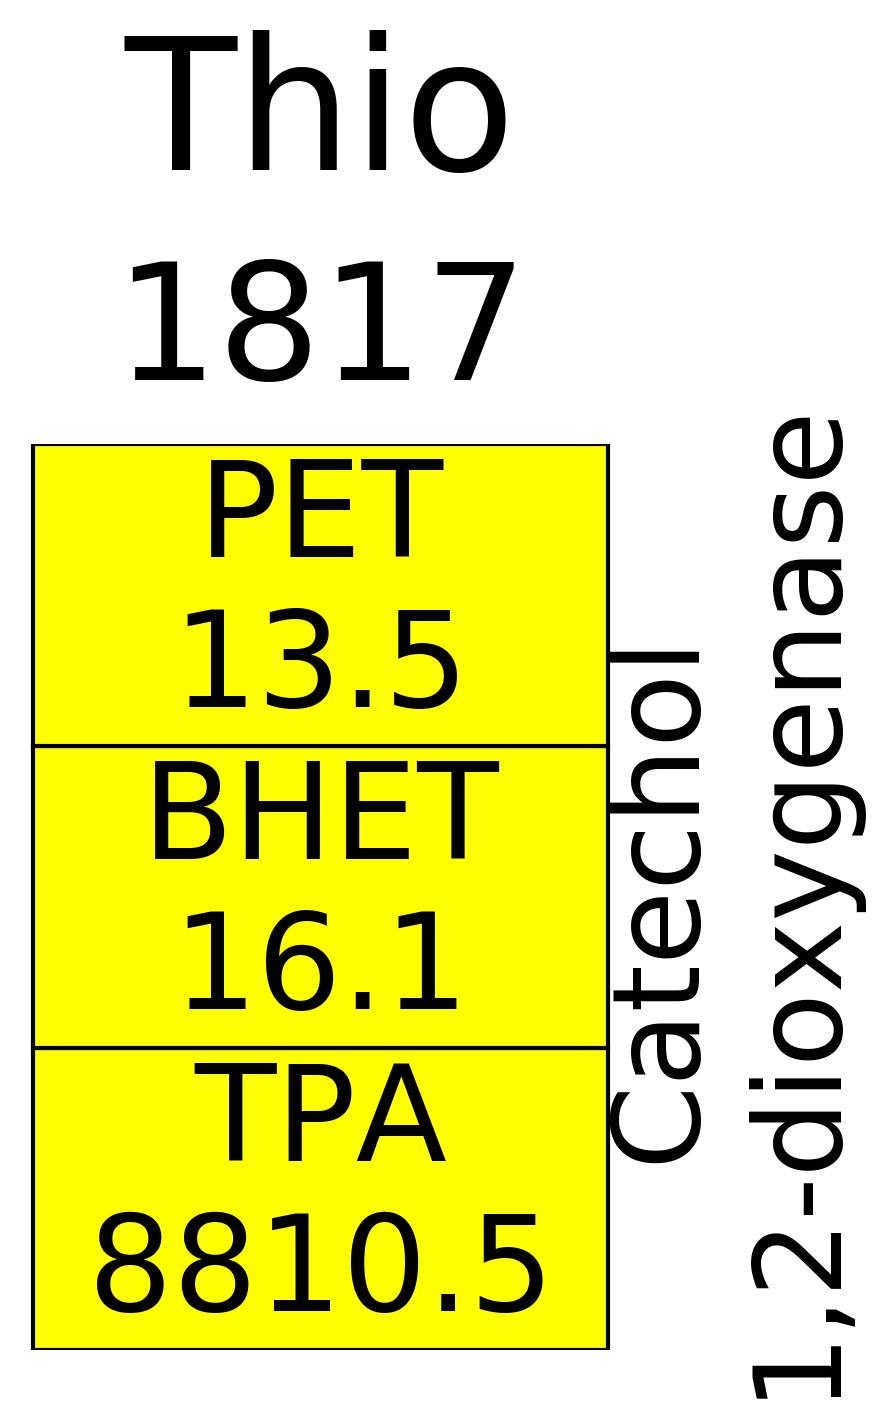 Thio
1817
PET
13.5
BHET
16.1
TPA
8810.5
Catechol
1,2-dioxygenase